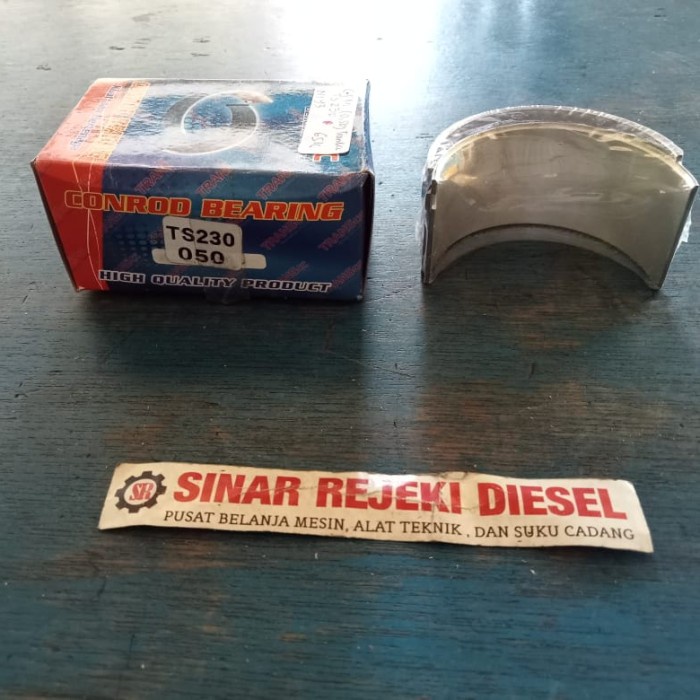 CONROD BEARING
TS230
050
HIGH QUALITY PRODUCT
SR SINAR REJEKI DIESEL
PUSAT BELANJA MESIN, ALAT TEKNIK , DAN SUKU CADANG